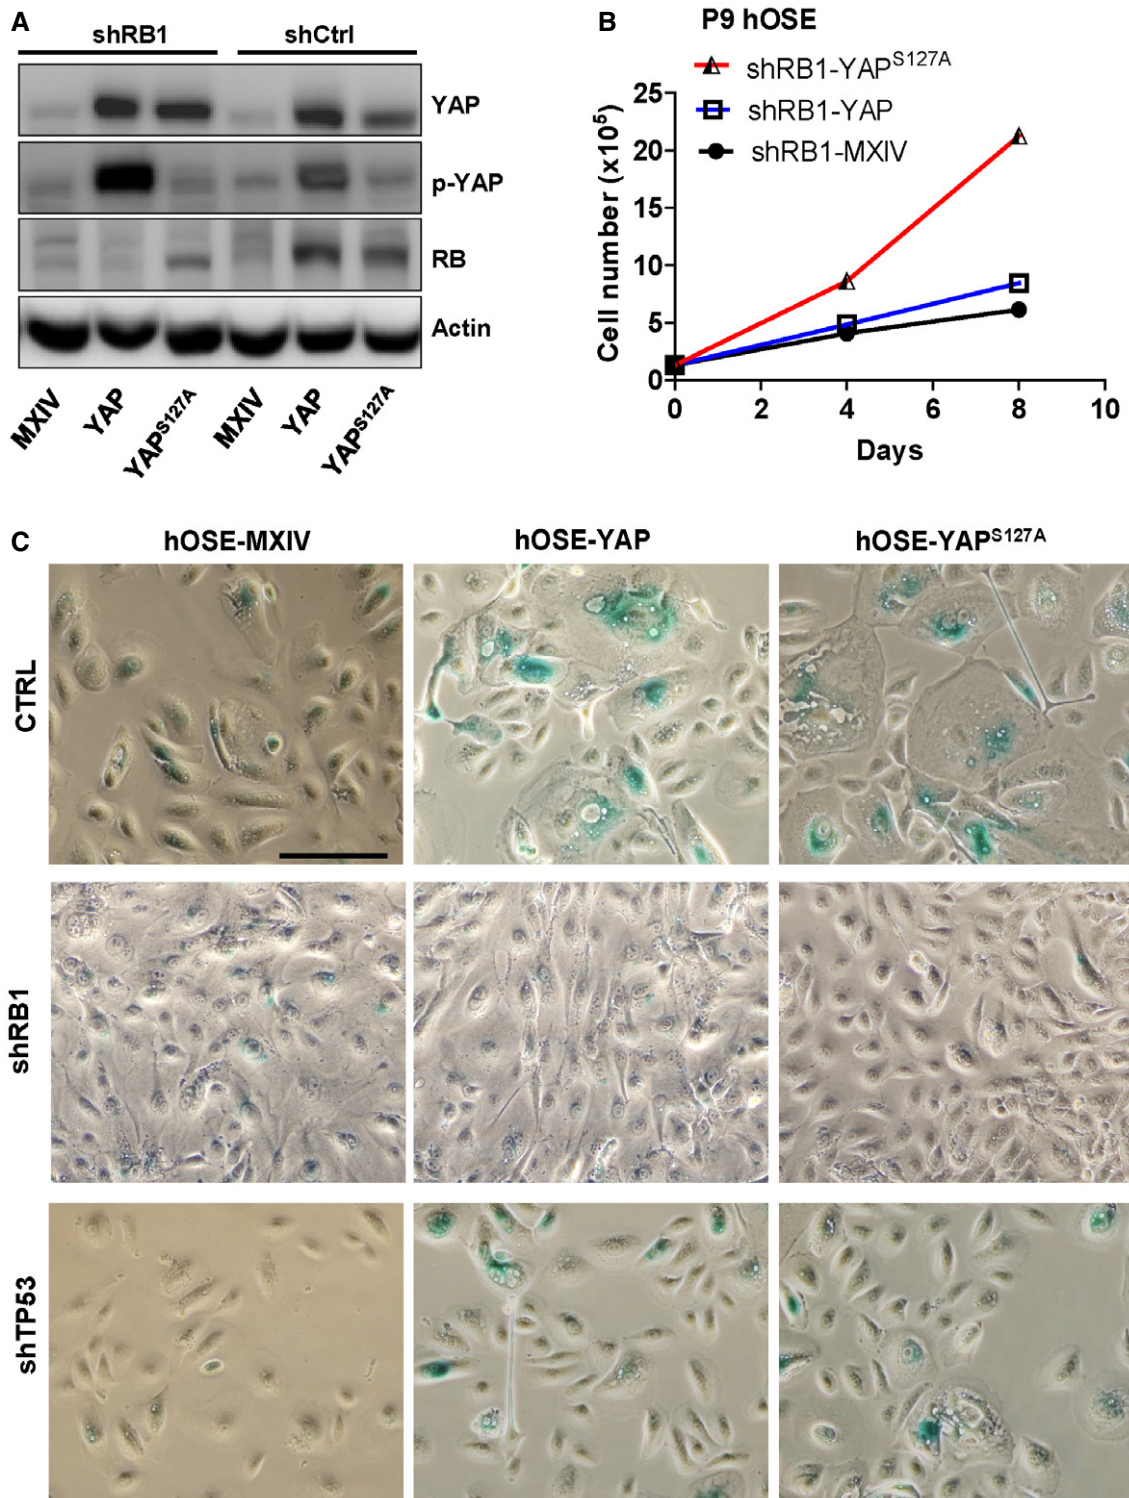 A
shRB1 shCtrl
YAP
p-YAP
RB
Actin
MXIV YAP YAPS127A MXIV YAP YAPS127A
B
P9 hOSE
shRB1-YAPS127A
shRB1-YAP
shRB1-MXIV
Cell number (x10⁵)
25
20
15
10
5
0
0 2 4 6 8 10
Days
C
hOSE-MXIV hOSE-YAP hOSE-YAPS127A
CTRL
shRB1
shTP53